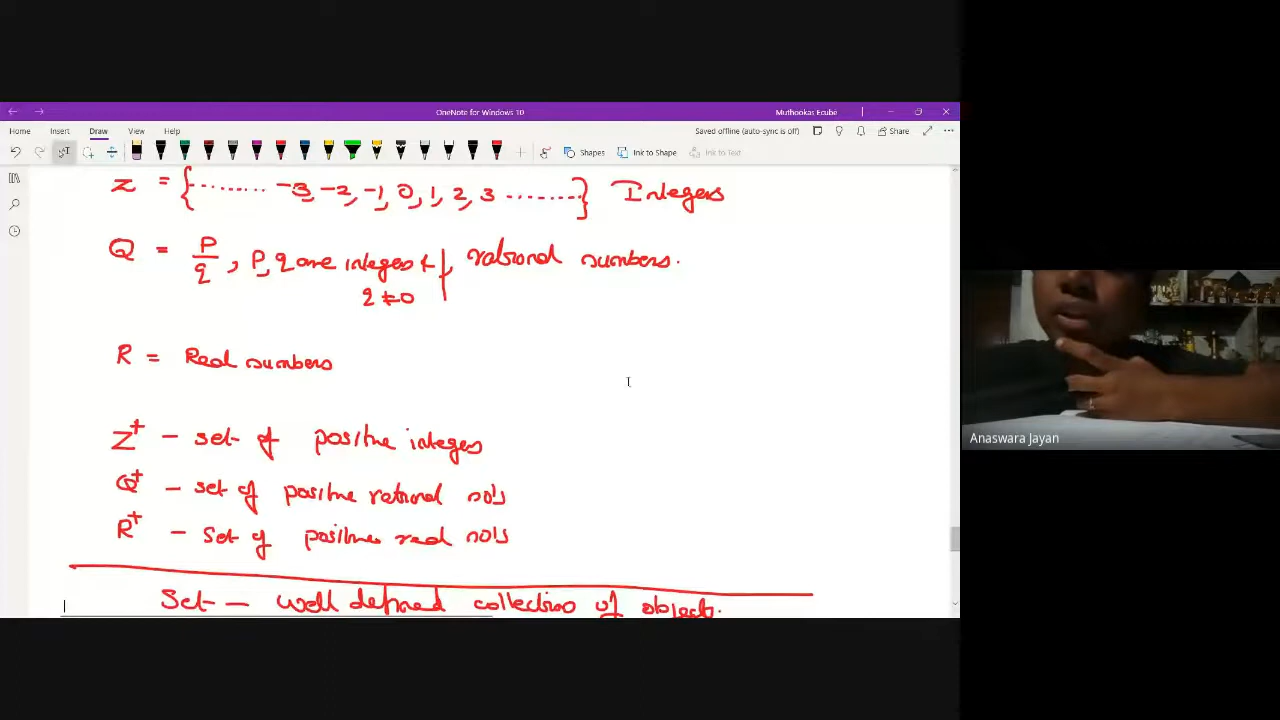 OneNote for Windows 10
Muthookas Ecube
Home Insert Draw View Help
Saved offline (auto-sync is off)
Share
Shapes
Ink to Shape
Ink to Text
Z = {........ -3, -2, -1, 0, 1, 2, 3 .........} Integers
Q = P/q, P, q are integers & q ≠ 0 }, rational numbers.
R = Real numbers
Z+ - set of positive integers
Q+ - set of positive rational no's
R+ - Set of positive real no's
Set - well defined collection of objects.
Anaswara Jayan